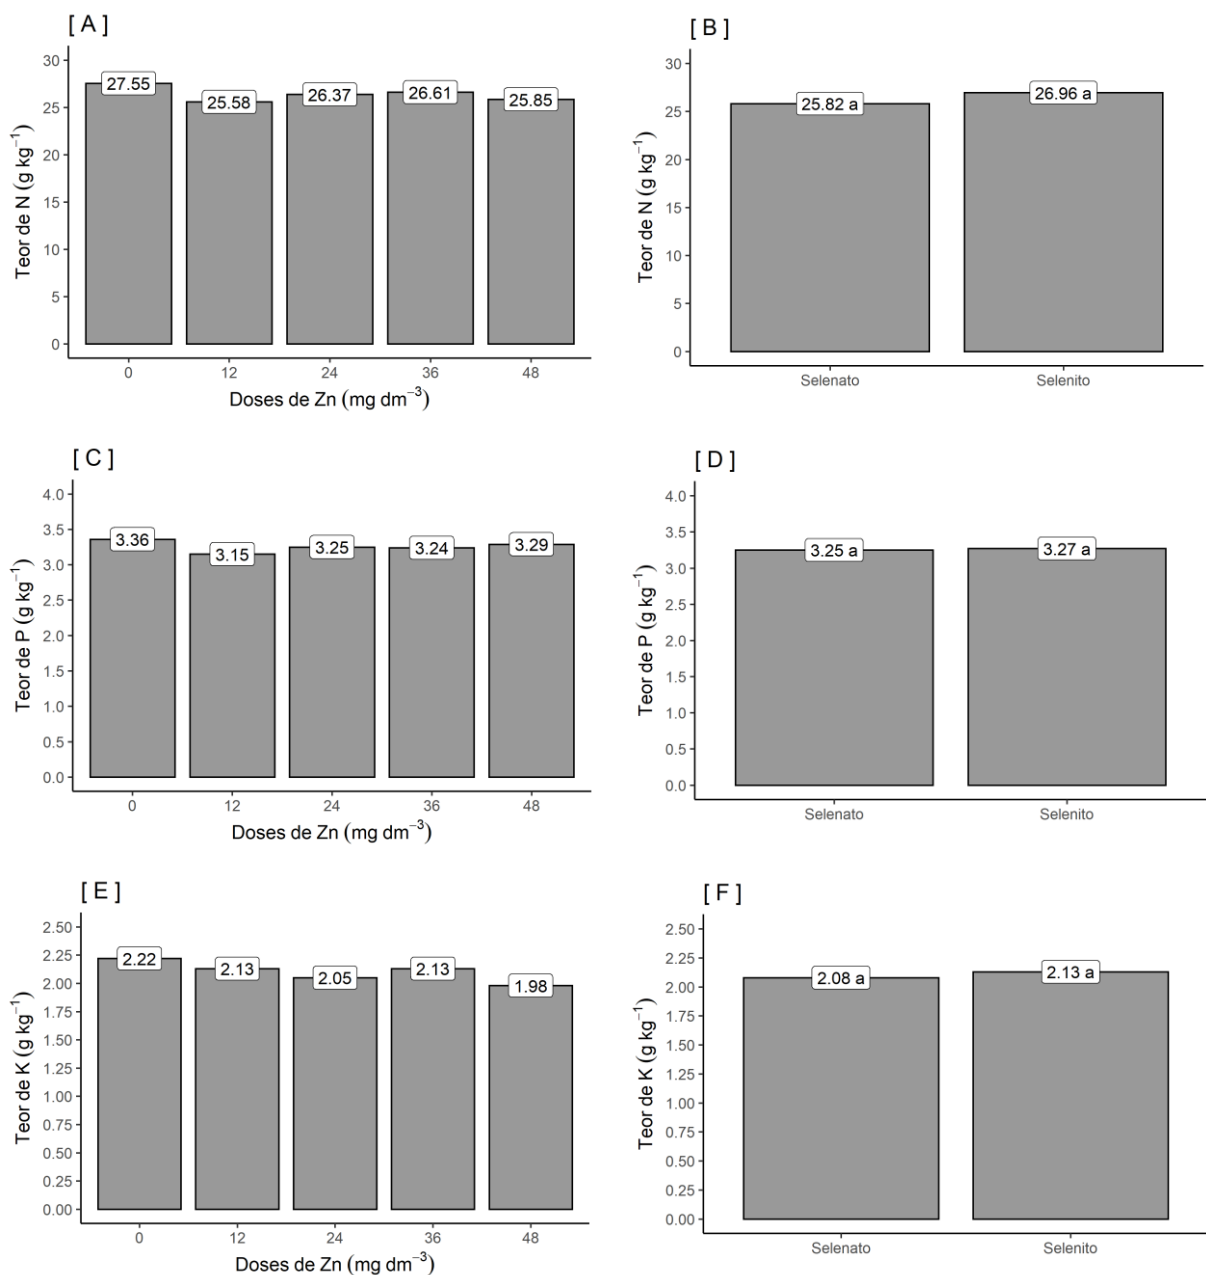 [ A ]
Teor de N (g kg⁻¹)
30
25
20
15
10
5
0
27.55
25.58
26.37
26.61
25.85
0 12 24 36 48
Doses de Zn (mg dm⁻³)
[ B ]
Teor de N (g kg⁻¹)
30
25
20
15
10
5
0
25.82 a
26.96 a
Selenato Selenito
[ C ]
Teor de P (g kg⁻¹)
4.0
3.5
3.0
2.5
2.0
1.5
1.0
0.5
0.0
3.36
3.15
3.25
3.24
3.29
0 12 24 36 48
Doses de Zn (mg dm⁻³)
[ D ]
Teor de P (g kg⁻¹)
4.0
3.5
3.0
2.5
2.0
1.5
1.0
0.5
0.0
3.25 a
3.27 a
Selenato Selenito
[ E ]
Teor de K (g kg⁻¹)
2.50
2.25
2.00
1.75
1.50
1.25
1.00
0.75
0.50
0.25
0.00
2.22
2.13
2.05
2.13
1.98
0 12 24 36 48
Doses de Zn (mg dm⁻³)
[ F ]
Teor de K (g kg⁻¹)
2.50
2.25
2.00
1.75
1.50
1.25
1.00
0.75
0.50
0.25
0.00
2.08 a
2.13 a
Selenato Selenito